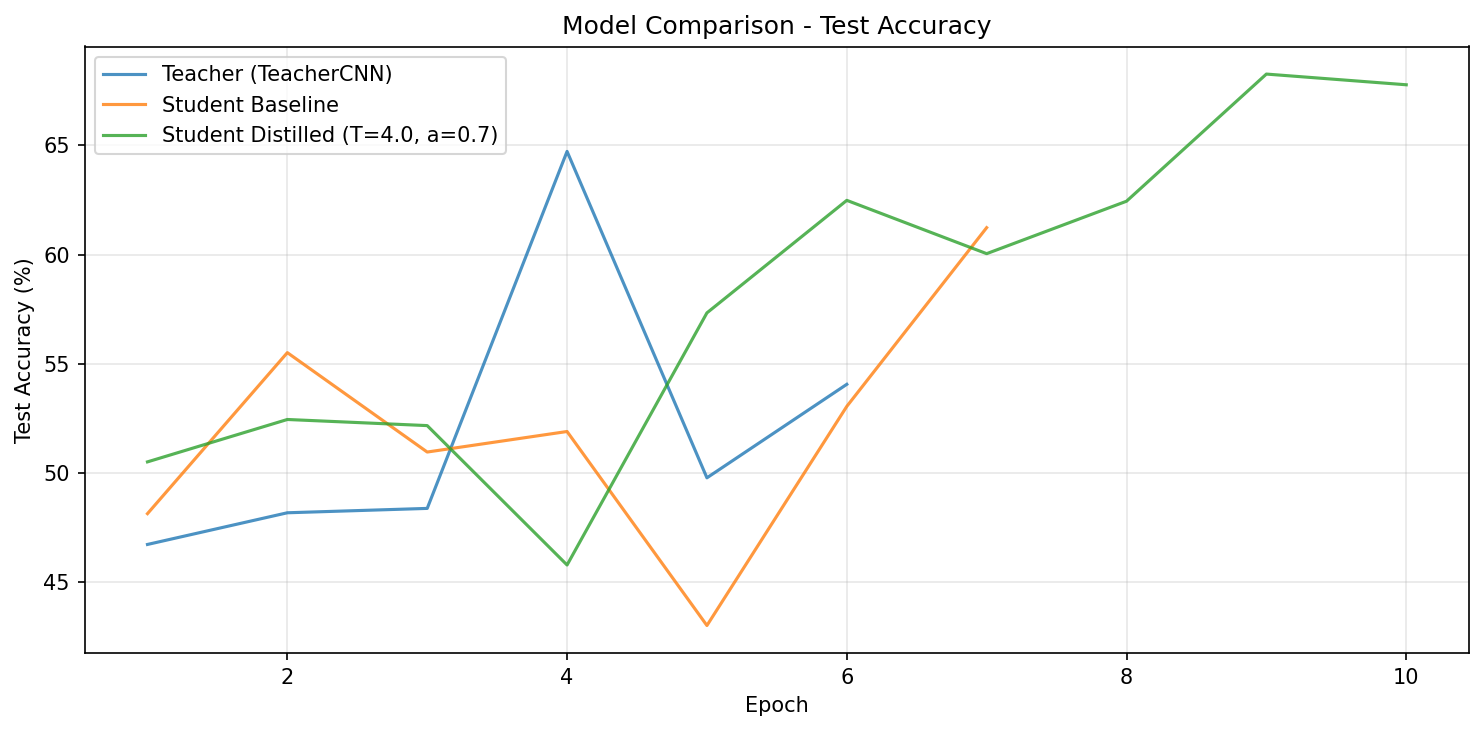 Model Comparison - Test Accuracy
Teacher (TeacherCNN)
Student Baseline
Student Distilled (T=4.0, a=0.7)
Test Accuracy (%)
65
60
55
50
45
2 4 6 8 10
Epoch